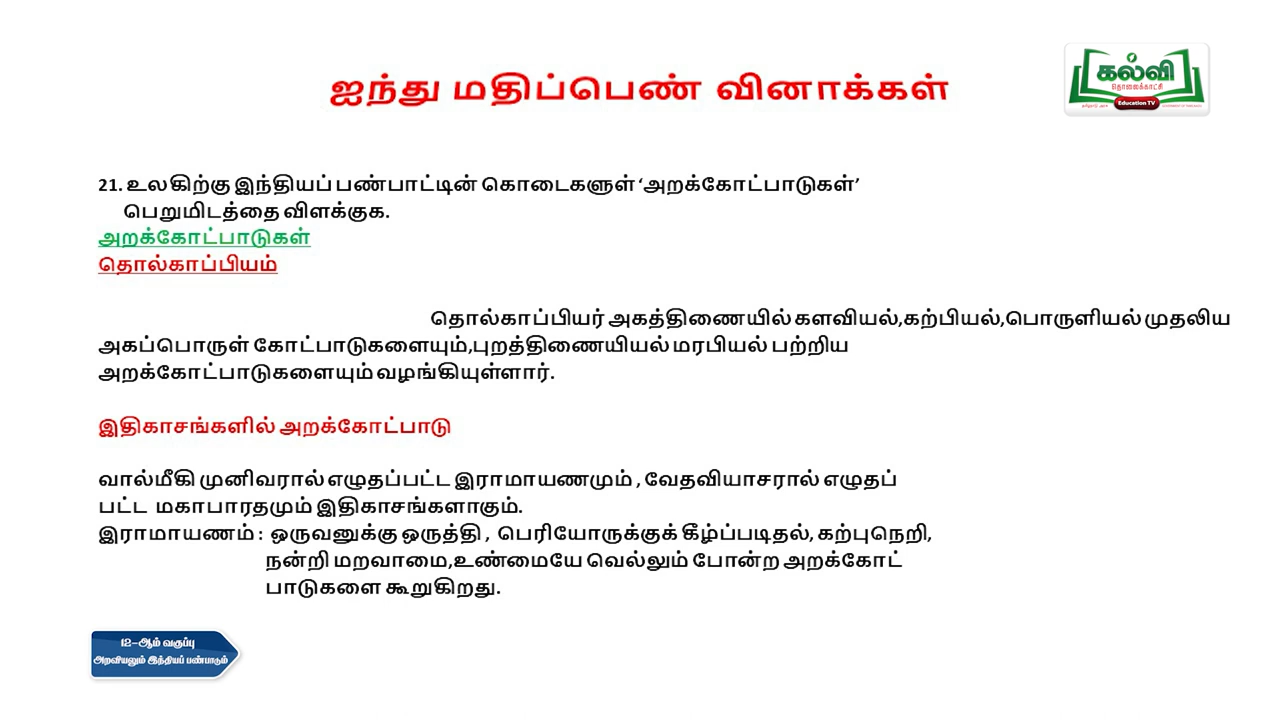 ஐந்து மதிப்பெண் வினாக்கள்
கல்வி
தொலைக்காட்சி
Education TV
21. உலகிற்கு இந்தியப் பண்பாட்டின் கொடைகளுள் ‘அறக்கோட்பாடுகள்’
பெறுமிடத்தை விளக்குக.
அறக்கோட்பாடுகள்
தொல்காப்பியம்
தொல்காப்பியர் அகத்திணையில் களவியல்,கற்பியல்,பொருளியல் முதலிய
அகப்பொருள் கோட்பாடுகளையும்,புறத்திணையியல் மரபியல் பற்றிய
அறக்கோட்பாடுகளையும் வழங்கியுள்ளார்.
இதிகாசங்களில் அறக்கோட்பாடு
வால்மீகி முனிவரால் எழுதப்பட்ட இராமாயணமும் , வேதவியாசரால் எழுதப்
பட்ட மகாபாரதமும் இதிகாசங்களாகும்.
இராமாயணம் : ஒருவனுக்கு ஒருத்தி , பெரியோருக்குக் கீழ்ப்படிதல், கற்புநெறி,
நன்றி மறவாமை,உண்மையே வெல்லும் போன்ற அறக்கோட்
பாடுகளை கூறுகிறது.
12-ஆம் வகுப்பு
அறவியலும் இந்தியப் பண்பாடும்